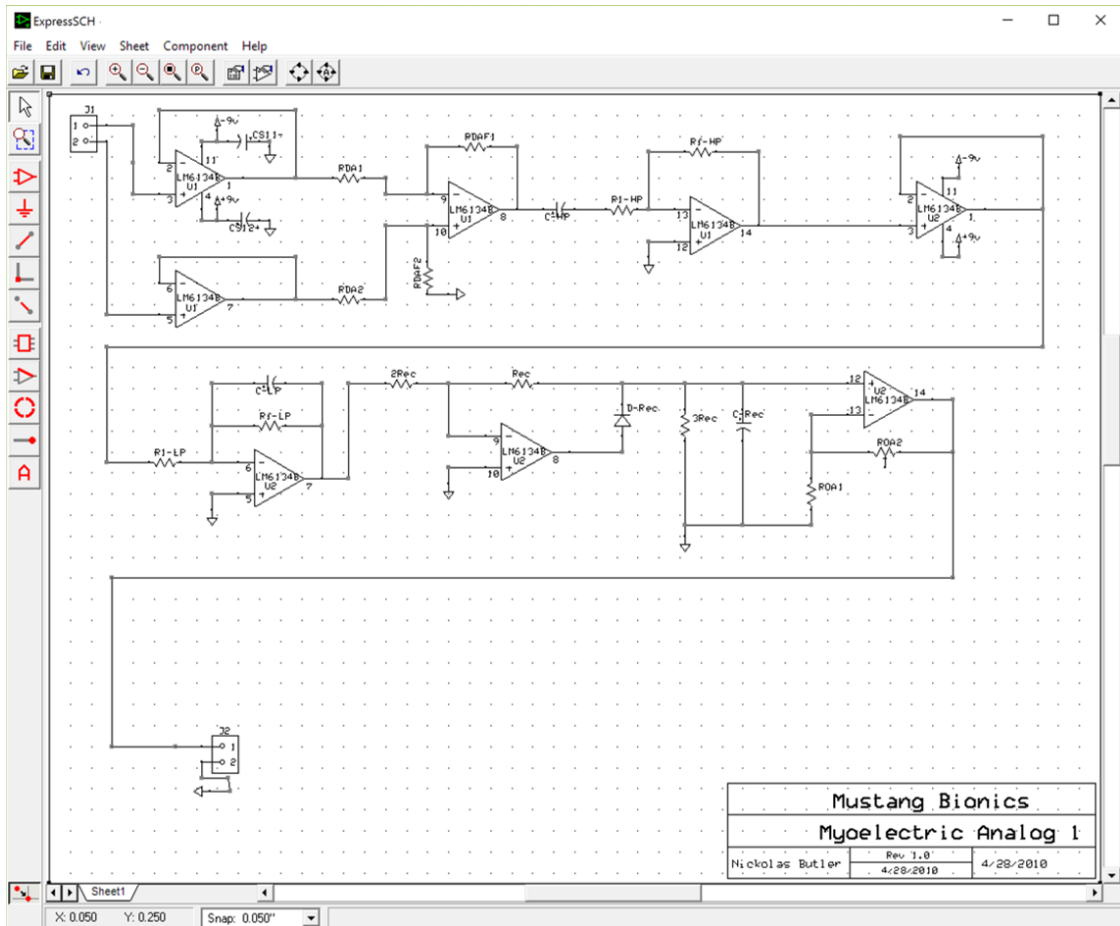 ExpressSCH
File Edit View Sheet Component Help
J1
1
2
-9v
CS11+
2
11
LM6134B
U1
3
4
1
+9v
CS12+
6
LM6134B
U1
5
7
RDA1
RDA2
RDAF1
9
LM6134B
U1
10
8
RDAF2
C-HP
R1-HP
Rf-HP
13
LM6134B
U1
12
14
-9v
2
11
LM6134B
U2
3
4
1
+9v
C-LP
Rf-LP
R1-LP
6
LM6134B
U2
5
7
2Rec
Rec
9
LM6134B
U2
10
8
D-Rec
3Rec
C-Rec
12
U2
LM6134B
13
14
ROA2
ROA1
J2
1
2
Mustang Bionics
Myoelectric Analog 1
Nickolas Butler
Rev 1.0
4/28/2010
4/28/2010
Sheet1
X: 0.050 Y: 0.250 Snap: 0.050"